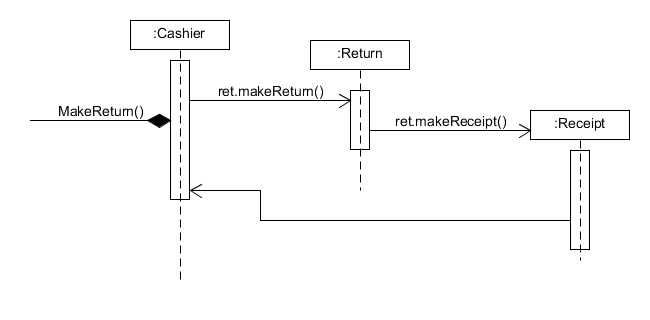 :Cashier
:Return
ret.makeReturn()
MakeReturn()
ret.makeReceipt()
:Receipt